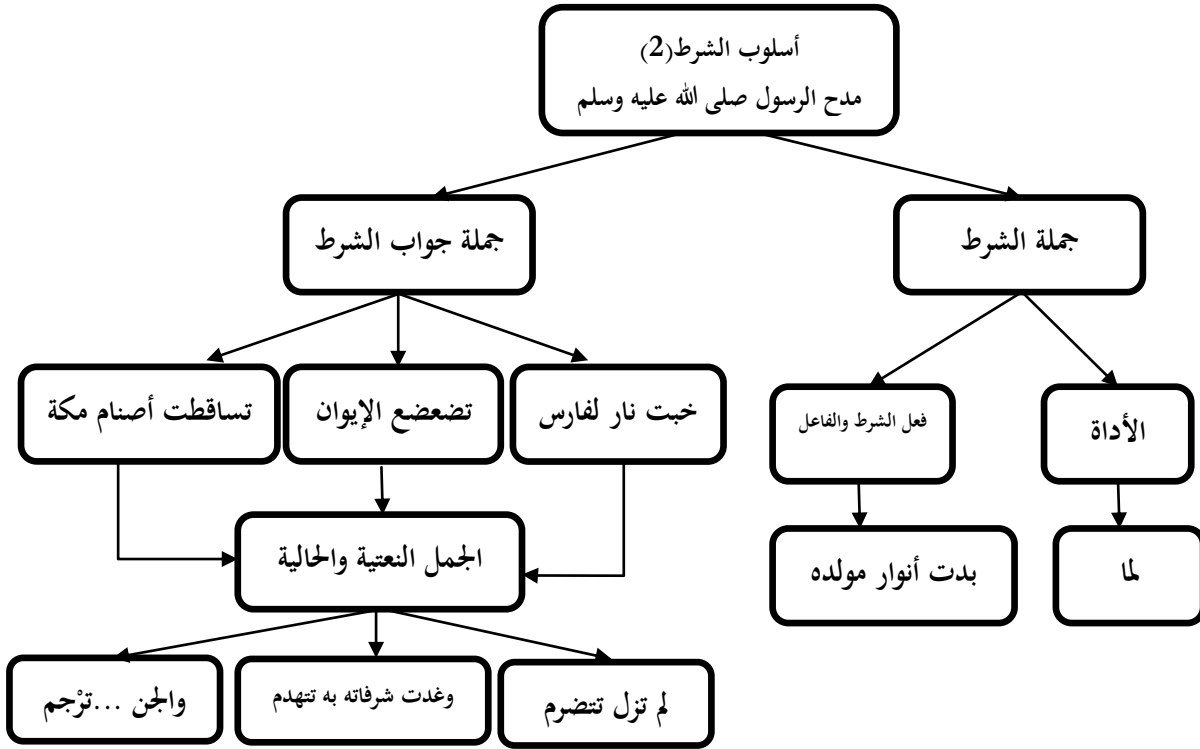 أسلوب الشرط(2)
مدح الرسول صلى الله عليه وسلم
جملة الشرط
جملة جواب الشرط
الأداة
فعل الشرط والفاعل
خبت نار لفارس
تضعضع الإيوان
تساقطت أصنام مكة
لما
بدت أنوار مولده
الجمل النعتية والحالية
لم تزل تتضرم
وغدت شرفاته به تتهدم
والجن ...ترْجم